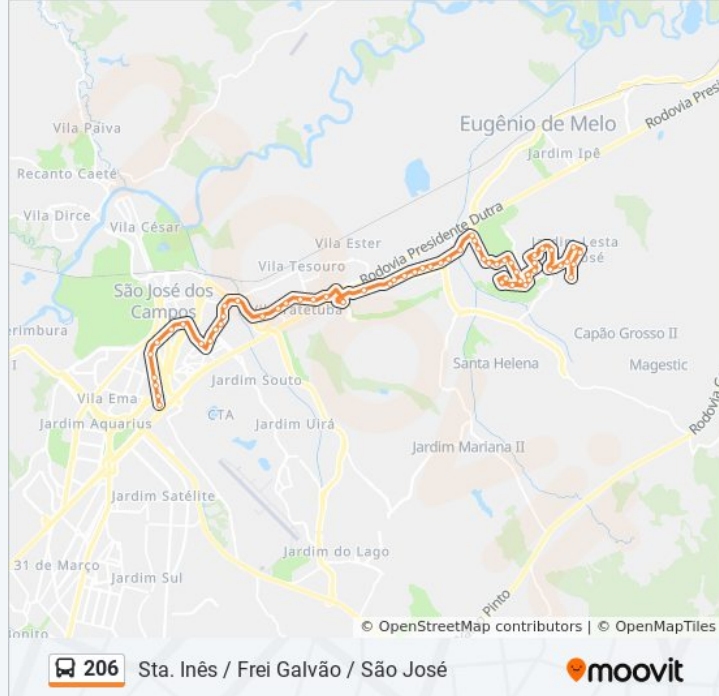 Eugênio de Melo
Rodovia Presi
Vila Paiva
Jardim Ipê
Recanto Caeté
Vila Dirce
Vila César
Rodovia Presidente Dutra
Vila Ester
Vila Tesouro
São José dos
Campos
erimbura
Capão Grosso II
Santa Helena
Magestic
Jardim Souto
Vila Ema
CTA
Jardim Aquarius
Jardim Uirá
Jardim Mariana II
Jardim Satélite
Jardim do Lago
31 de Março
Jardim Sul
Pinto
Bonito
© OpenStreetMap contributors | © OpenMapTiles
206 Sta. Inês / Frei Galvão / São José
moovit